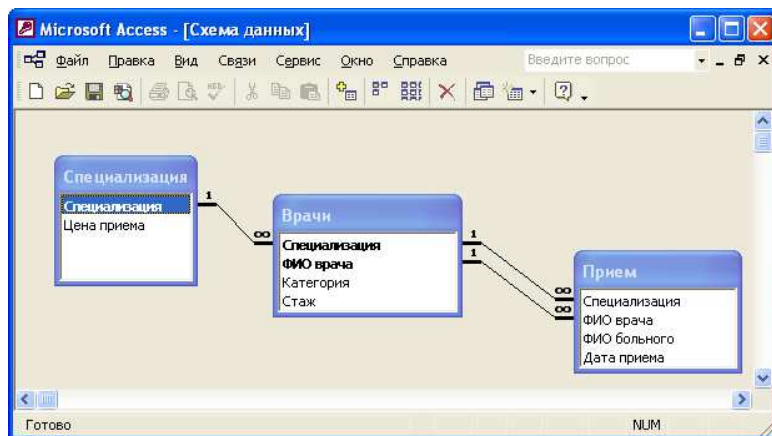 Microsoft Access - [Схема данных]
Файл Правка Вид Связи Сервис Окно Справка Введите вопрос
Специализация
Специализация
Цена приема
1
∞
Врачи
Специализация
ФИО врача
Категория
Стаж
1
1
∞
∞
Прием
Специализация
ФИО врача
ФИО больного
Дата приема
Готово NUM